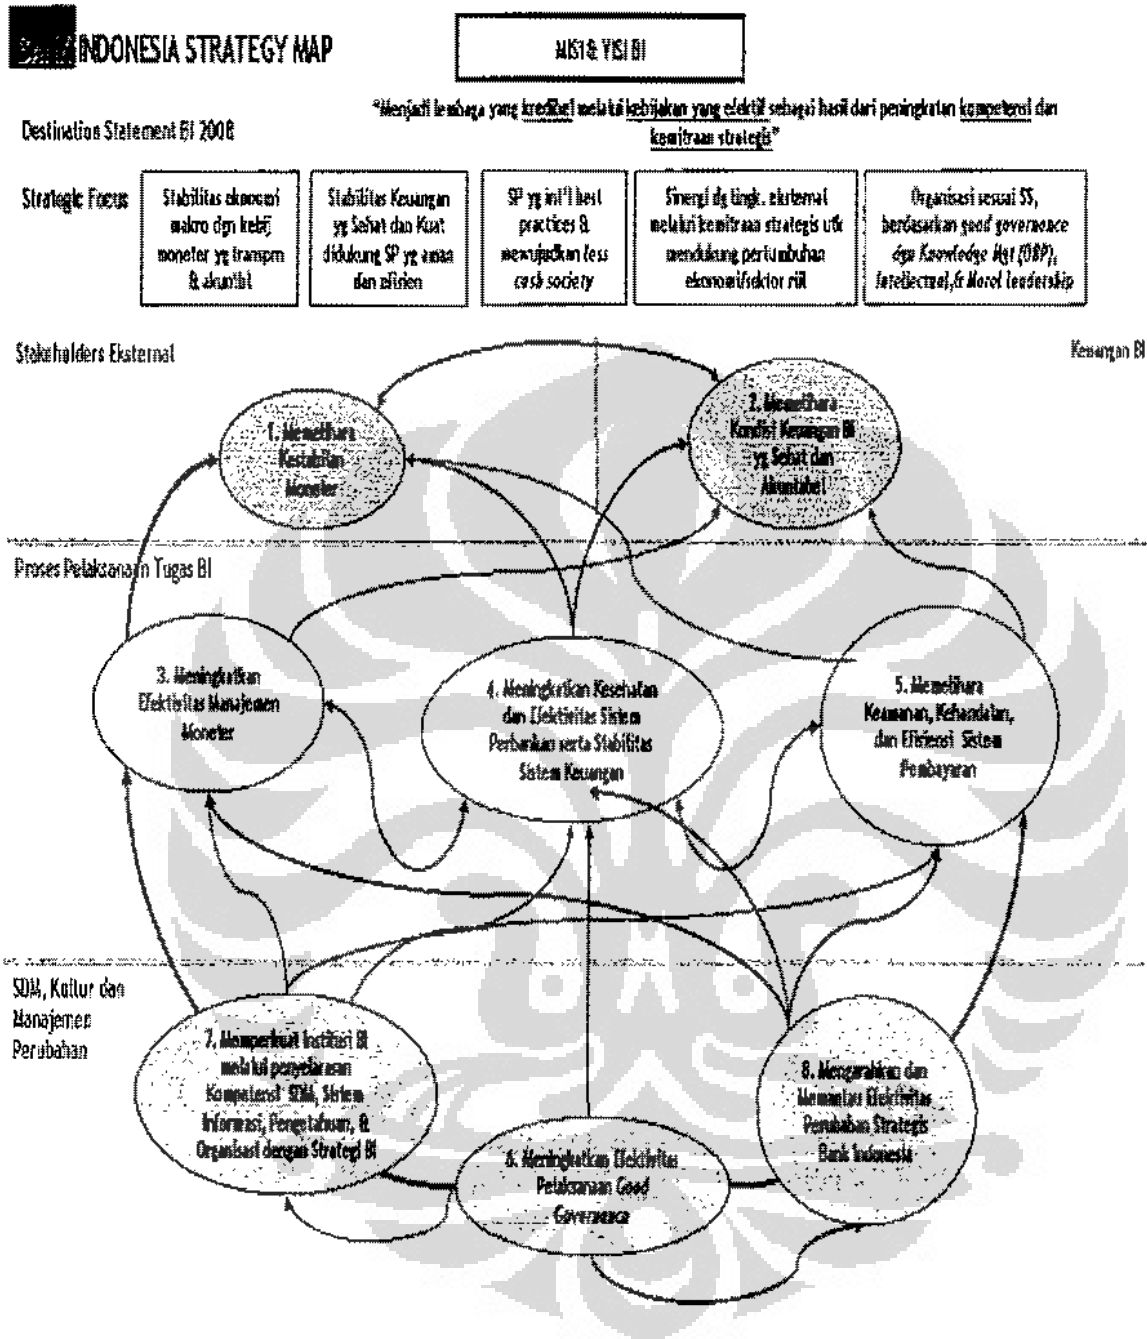 INDONESIA STRATEGY MAP
MISI & VISI BI
Destination Statement BI 2008
"Menjadi lembaga yang kredibel melalui kebijakan yang efektif sebagai hasil dari peningkatan kompetensi dan
kemitraan strategis"
Strategic Focus
Stabilitas ekonomi
makro dgn kebij
moneter yg transprn
& akuntbl
Stabilitas Keuangan
yg Sehat dan Kuat
didukung SP yg aman
dan efisien
SP yg int'l best
practices &
mewujudkan less
cash society
Sinergi dg lingk. eksternal
melalui kemitraan strategis utk
mendukung pertumbuhan
ekonomi/sektor riil
Organisasi sesuai SS,
berdasarkan good governance
dgn Knowledge Mgt (OBP),
Intellectual,& Moral leadership
Stakeholders Eksternal
Keuangan BI
1. Memelihara
Kestabilan
Moneter
2. Memelihara
Kondisi Keuangan BI
yg Sehat dan
Akuntabel
Proses Pelaksanaan Tugas BI
3. Meningkatkan
Efektivitas Manajemen
Moneter
4. Meningkatkan Kesehatan
dan Efektivitas Sistem
Perbankan serta Stabilitas
Sistem Keuangan
5. Memelihara
Keamanan, Kehandalan,
dan Efisiensi Sistem
Pembayaran
SDM, Kultur dan
Manajemen
Perubahan
7. Memperkuat Institusi BI
melalui penyelarasan
Kompetensi SDM, Sistem
Informasi, Pengetahuan, &
Organisasi dengan Strategi BI
8. Mengarahkan dan
Memantau Efektivitas
Perubahan Strategis
Bank Indonesia
6. Meningkatkan Efektivitas
Pelaksanaan Good
Governance